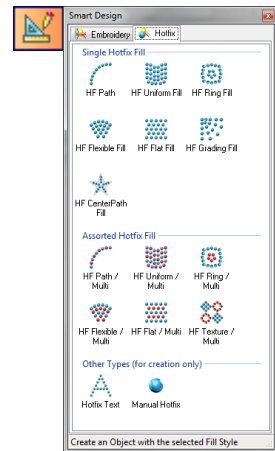 Smart Design
Embroidery Hotfix
Single Hotfix Fill
HF Path HF Uniform Fill HF Ring Fill
HF Flexible Fill HF Flat Fill HF Grading Fill
HF CenterPath
Fill
Assorted Hotfix Fill
HF Path / HF Uniform / HF Ring /
Multi Multi Multi
HF Flexible / HF Flat / Multi HF Texture /
Multi Multi
Other Types (for creation only)
Hotfix Text Manual Hotfix
Create an Object with the selected Fill Style